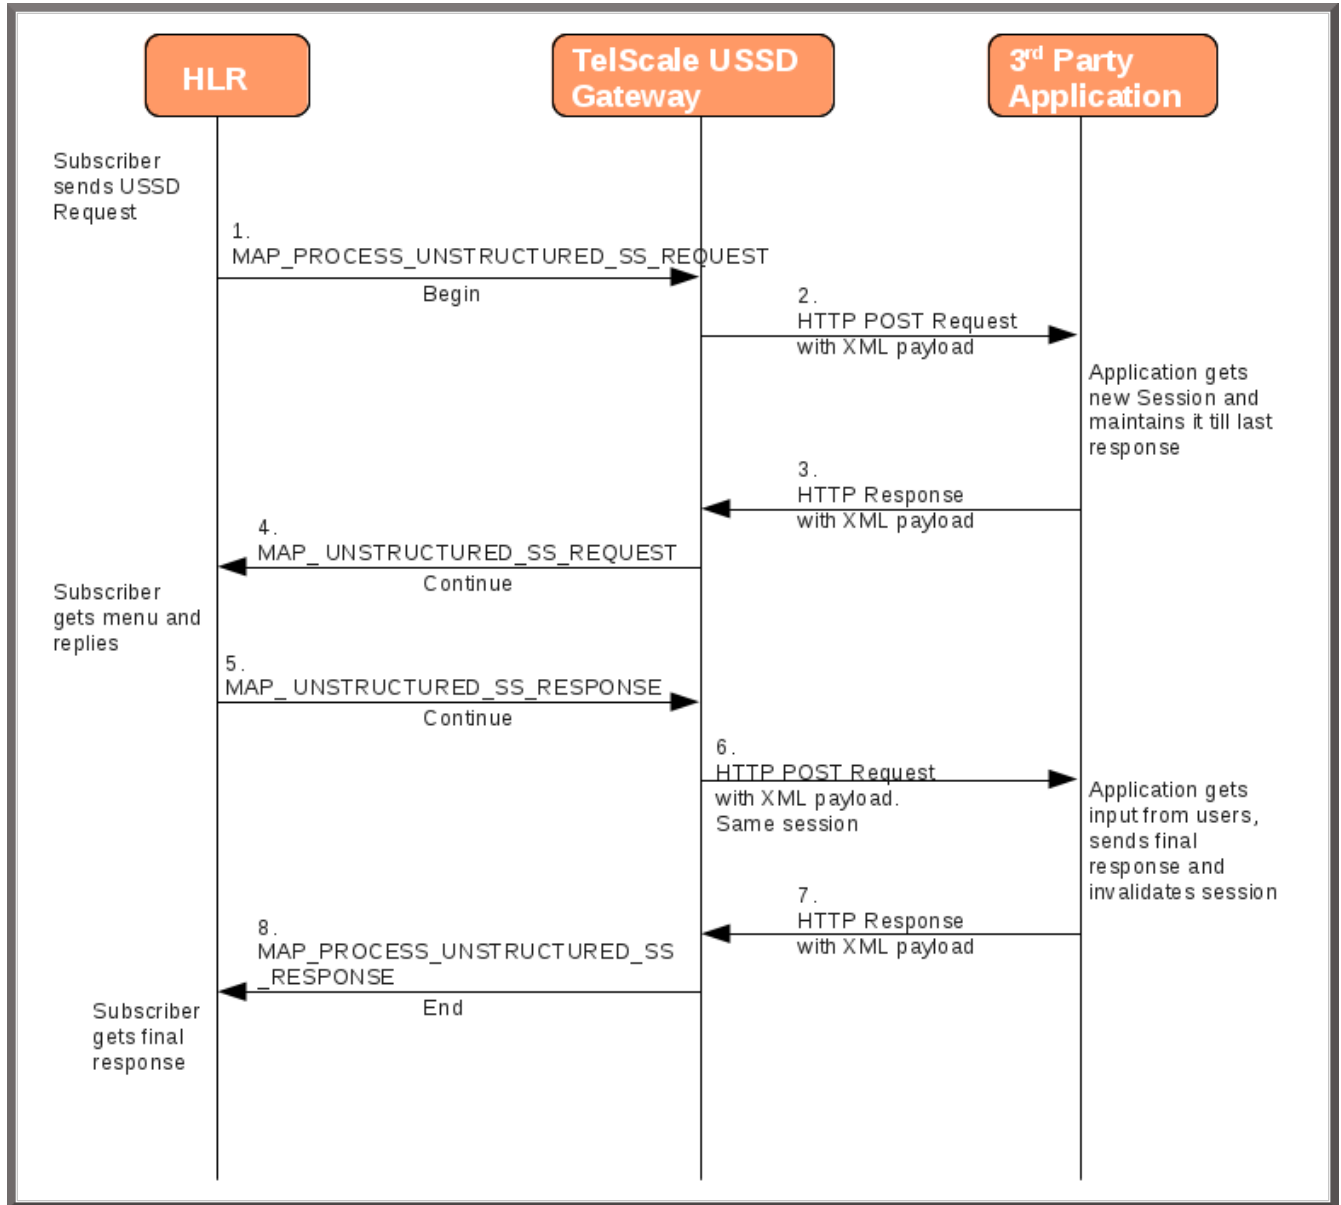 HLR
TelScale USSD
Gateway
3rd Party
Application
Subscriber
sends USSD
Request
1.
MAP_PROCESS_UNSTRUCTURED_SS_REQUEST
Begin
2.
HTTP POST Request
with XML payload
Application gets
new Session and
maintains it till last
response
3.
HTTP Response
with XML payload
4.
MAP_ UNSTRUCTURED_SS_REQUEST
Continue
Subscriber
gets menu and
replies
5.
MAP_ UNSTRUCTURED_SS_RESPONSE
Continue
6.
HTTP POST Request
with XML payload.
Same session
Application gets
input from users,
sends final
response and
invalidates session
7.
HTTP Response
with XML payload
8.
MAP_PROCESS_UNSTRUCTURED_SS
_RESPONSE
End
Subscriber
gets final
response